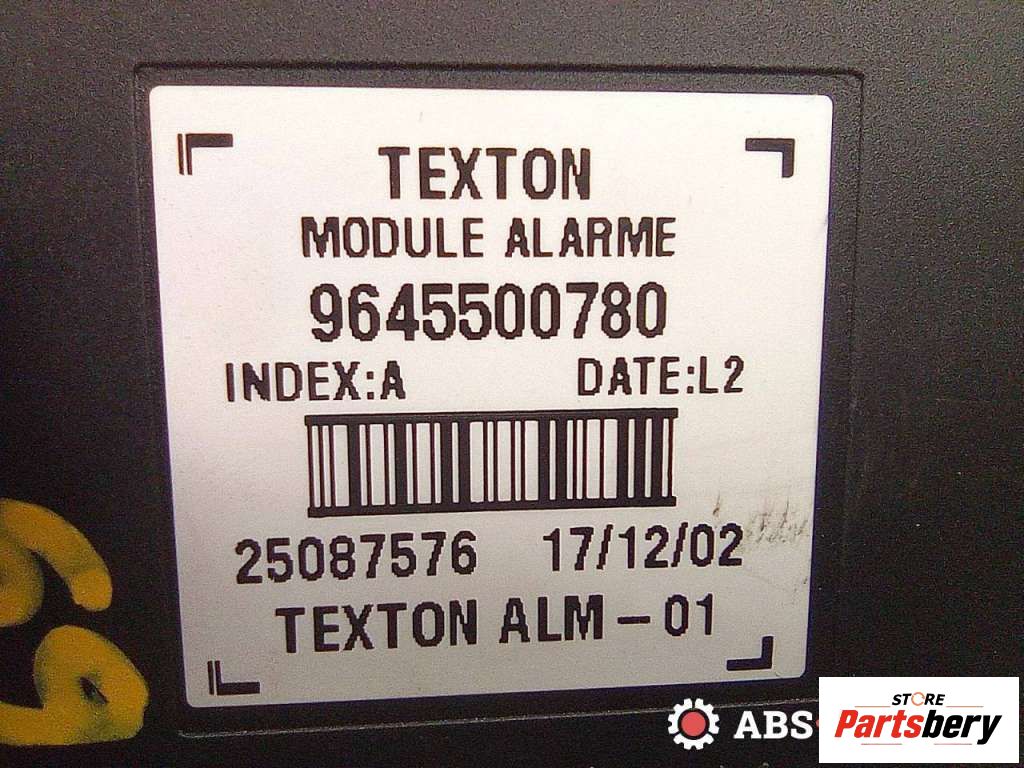 TEXTON
MODULE ALARME
9645500780
INDEX:A DATE:L2
25087576 17/12/02
TEXTON ALM-01
ABS
STORE
Partsbery